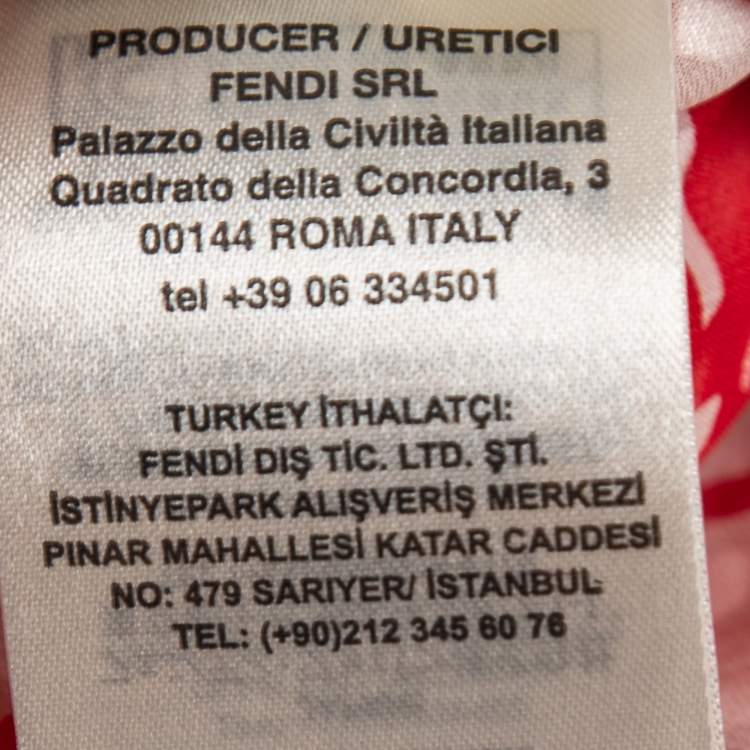 PRODUCER / URETICI
FENDI SRL
Palazzo della Civiltà Italiana
Quadrato della Concordia, 3
00144 ROMA ITALY
tel +39 06 334501
TURKEY İTHALATÇI:
FENDİ DIŞ TİC. LTD. ŞTİ.
İSTİNYEPARK ALIŞVERİŞ MERKEZİ
PINAR MAHALLESİ KATAR CADDESİ
NO: 479 SARIYER/ İSTANBUL
TEL: (+90)212 345 60 76